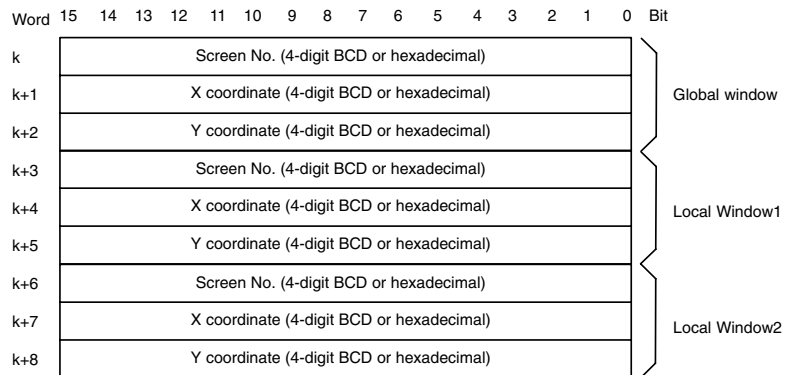 Word 15 14 13 12 11 10 9 8 7 6 5 4 3 2 1 0 Bit
k Screen No. (4-digit BCD or hexadecimal)
k+1 X coordinate (4-digit BCD or hexadecimal) Global window
k+2 Y coordinate (4-digit BCD or hexadecimal)
k+3 Screen No. (4-digit BCD or hexadecimal)
k+4 X coordinate (4-digit BCD or hexadecimal) Local Window1
k+5 Y coordinate (4-digit BCD or hexadecimal)
k+6 Screen No. (4-digit BCD or hexadecimal)
k+7 X coordinate (4-digit BCD or hexadecimal) Local Window2
k+8 Y coordinate (4-digit BCD or hexadecimal)